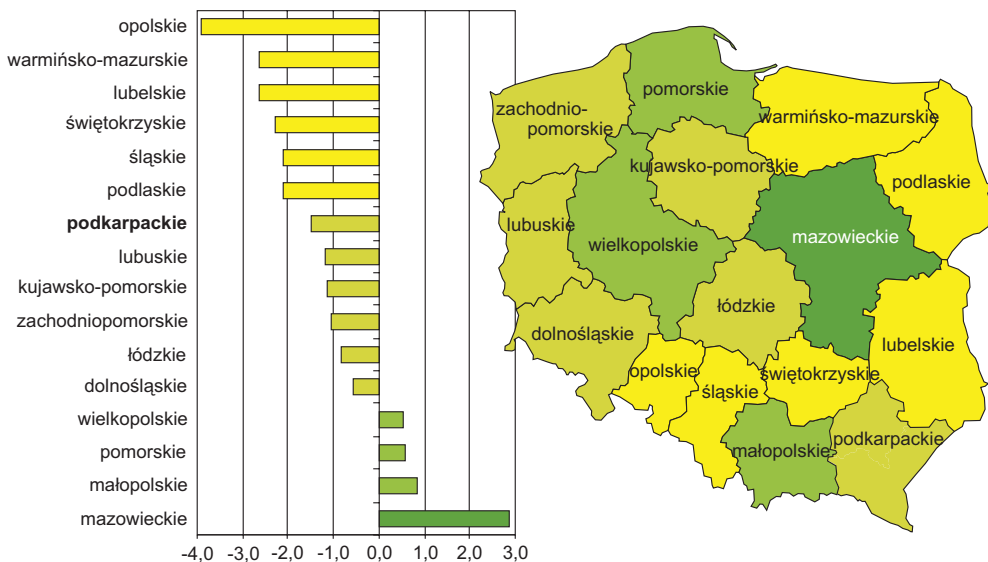 opolskie
warmińsko-mazurskie
lubelskie
świętokrzyskie
śląskie
podlaskie
podkarpackie
lubuskie
kujawsko-pomorskie
zachodniopomorskie
łódzkie
dolnośląskie
wielkopolskie
pomorskie
małopolskie
mazowieckie
-4,0 -3,0 -2,0 -1,0 0,0 1,0 2,0 3,0
pomorskie
zachodnio-
pomorskie
warmińsko-mazurskie
kujawsko-pomorskie
podlaskie
lubuskie
wielkopolskie
mazowieckie
łódzkie
dolnośląskie
lubelskie
opolskie
świętokrzyskie
śląskie
podkarpackie
małopolskie